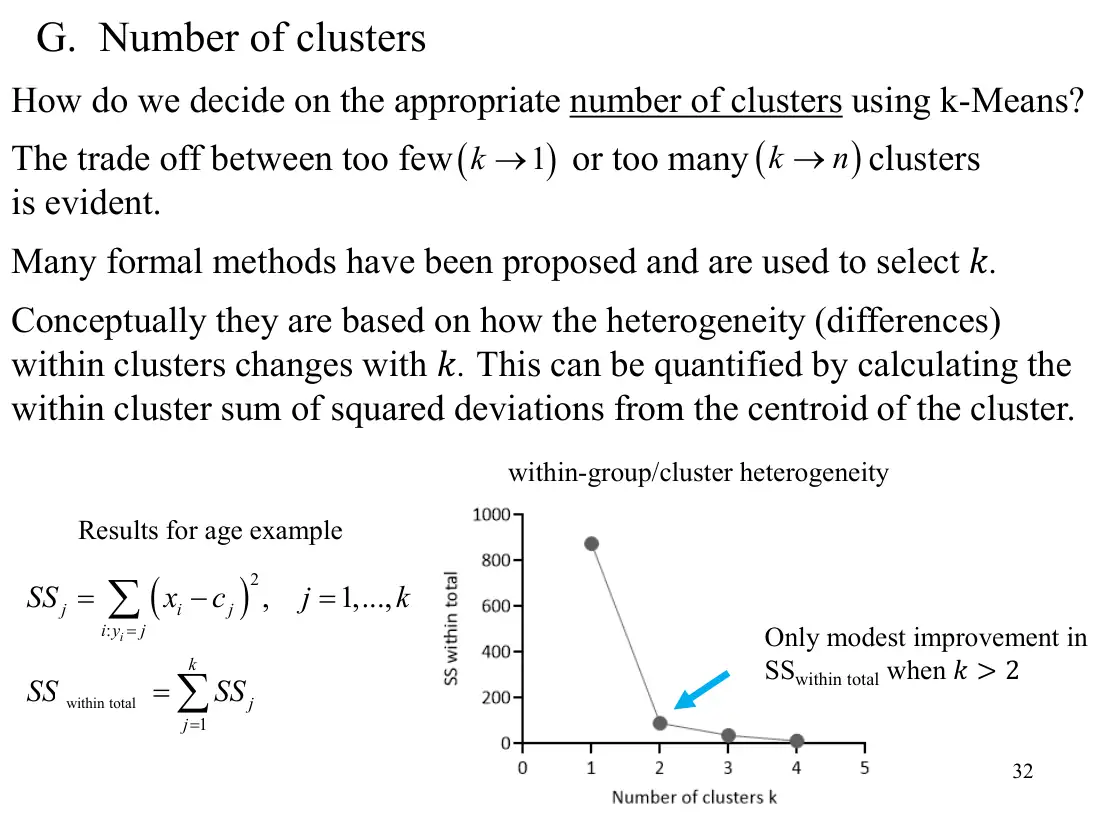 G. Number of clusters
How do we decide on the appropriate number of clusters using k-Means?
The trade off between too few (k → 1) or too many (k → n) clusters
is evident.
Many formal methods have been proposed and are used to select k.
Conceptually they are based on how the heterogeneity (differences)
within clusters changes with k. This can be quantified by calculating the
within cluster sum of squared deviations from the centroid of the cluster.
Results for age example
SS_j = ∑_{i:y_i=j} (x_i − c_j)^2, j = 1,...,k
SS_{within total} = ∑_{j=1}^{k} SS_j
within-group/cluster heterogeneity
SS within total
1000
800
600
400
200
0
0 1 2 3 4 5
Number of clusters k
Only modest improvement in
SS_{within total} when k > 2
32